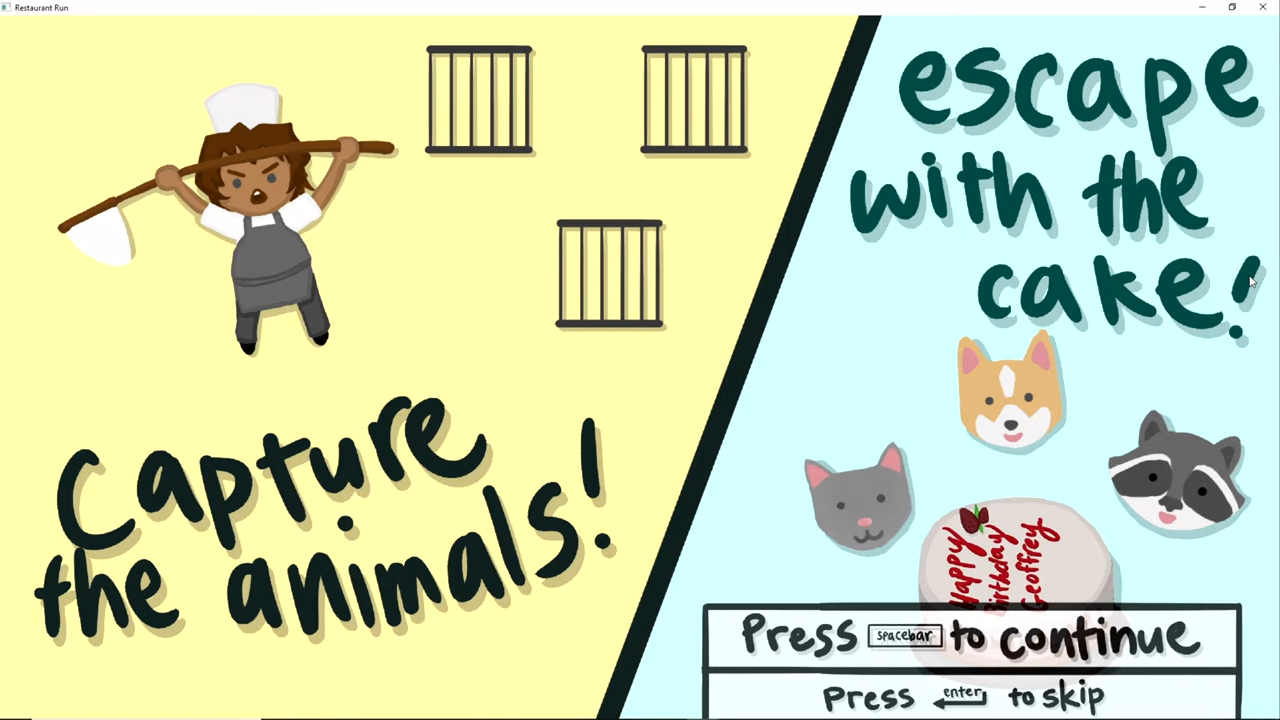 Restaurant Run
Capture
the animals!
escape
with the
cake!
Happy
Birthday
Geoffrey
Press spacebar to continue
Press enter to skip